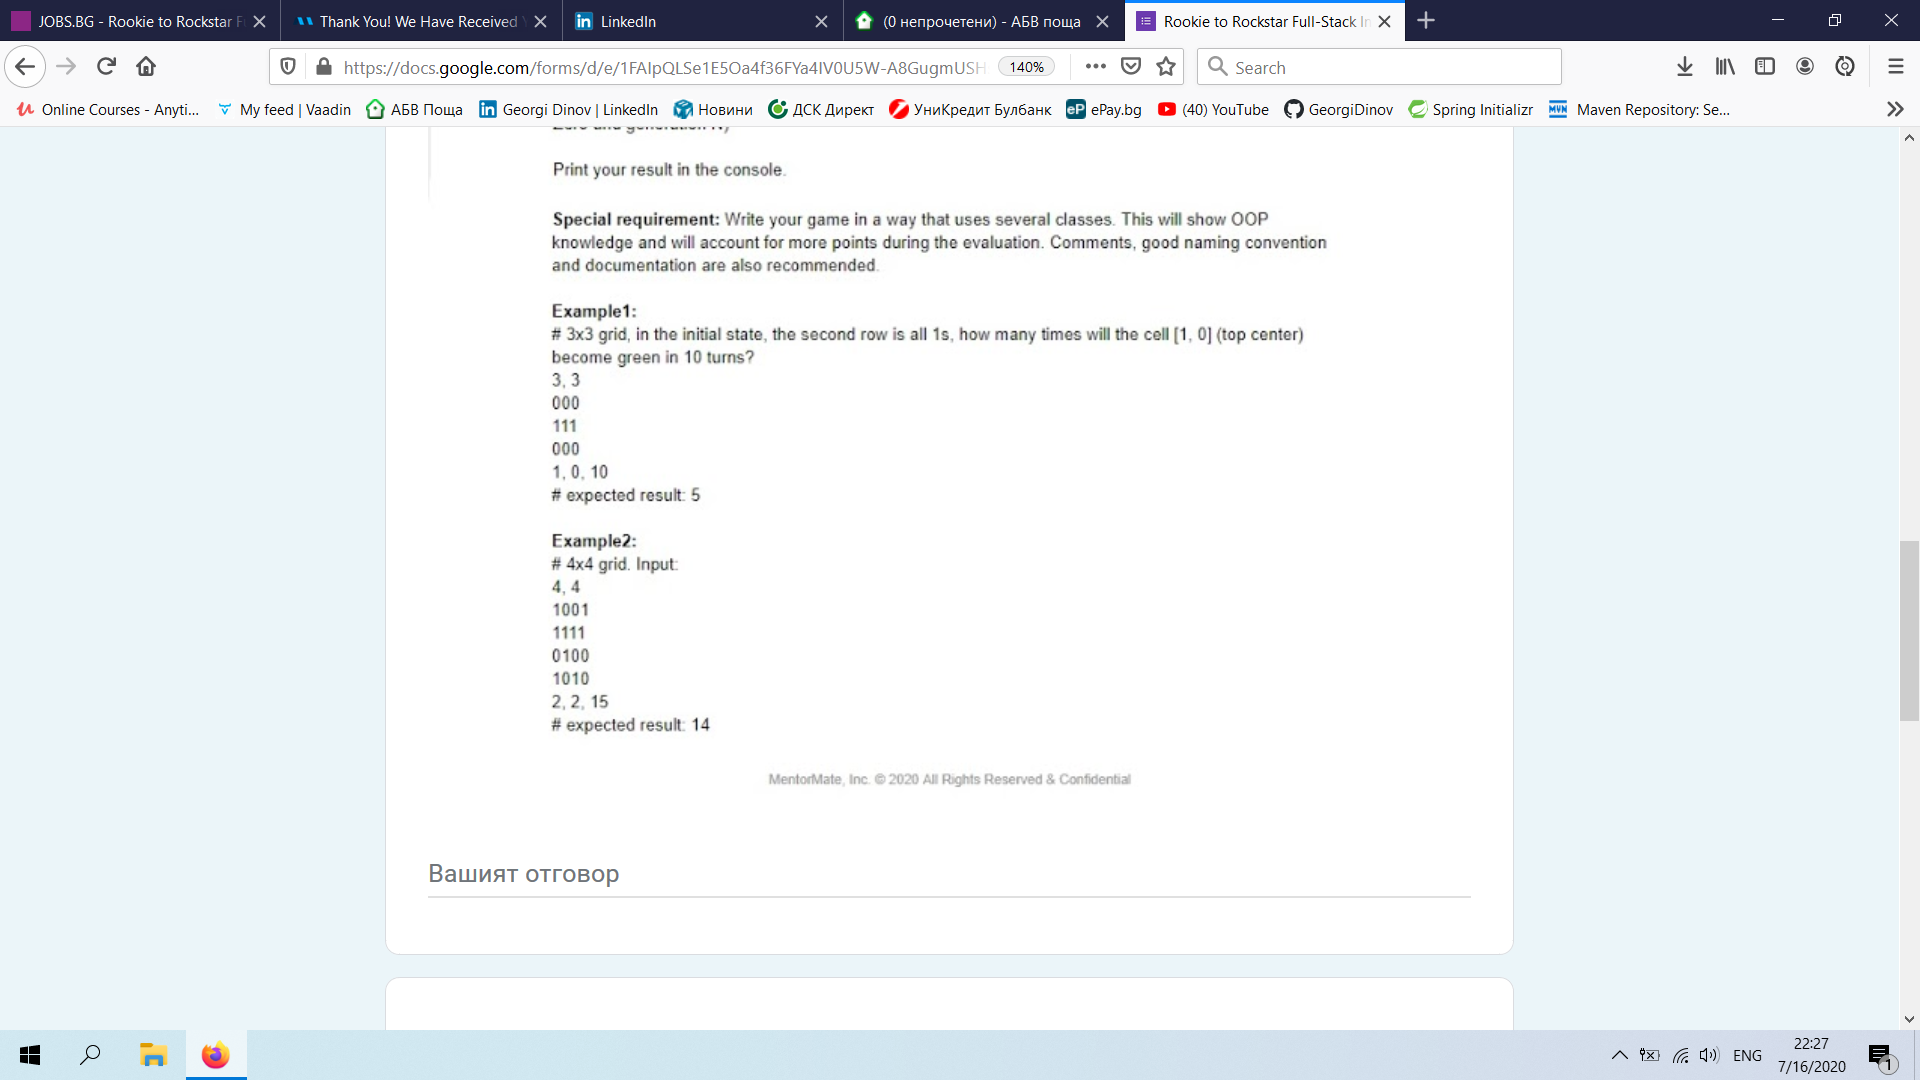 JOBS.BG - Rookie to Rockstar F
Thank You! We Have Received
LinkedIn
(0 непрочетени) - АБВ поща
Rookie to Rockstar Full-Stack In
https://docs.google.com/forms/d/e/1FAIpQLSe1E5Oa4f36FYa4IV0U5W-A8GugmUSH
140%
Search
Online Courses - Anyti...
My feed | Vaadin
АБВ Поща
Georgi Dinov | LinkedIn
Новини
ДСК Директ
УниКредит Булбанк
eP ePay.bg
(40) YouTube
GeorgiDinov
Spring Initializr
MVN Maven Repository: Se...
Zero and generation N)
Print your result in the console.
Special requirement: Write your game in a way that uses several classes. This will show OOP
knowledge and will account for more points during the evaluation. Comments, good naming convention
and documentation are also recommended.
Example1:
# 3x3 grid, in the initial state, the second row is all 1s, how many times will the cell [1, 0] (top center)
become green in 10 turns?
3, 3
000
111
000
1, 0, 10
# expected result: 5
Example2:
# 4x4 grid. Input:
4, 4
1001
1111
0100
1010
2, 2, 15
# expected result: 14
MentorMate, Inc. © 2020 All Rights Reserved & Confidential
Вашият отговор
ENG
22:27
7/16/2020
1